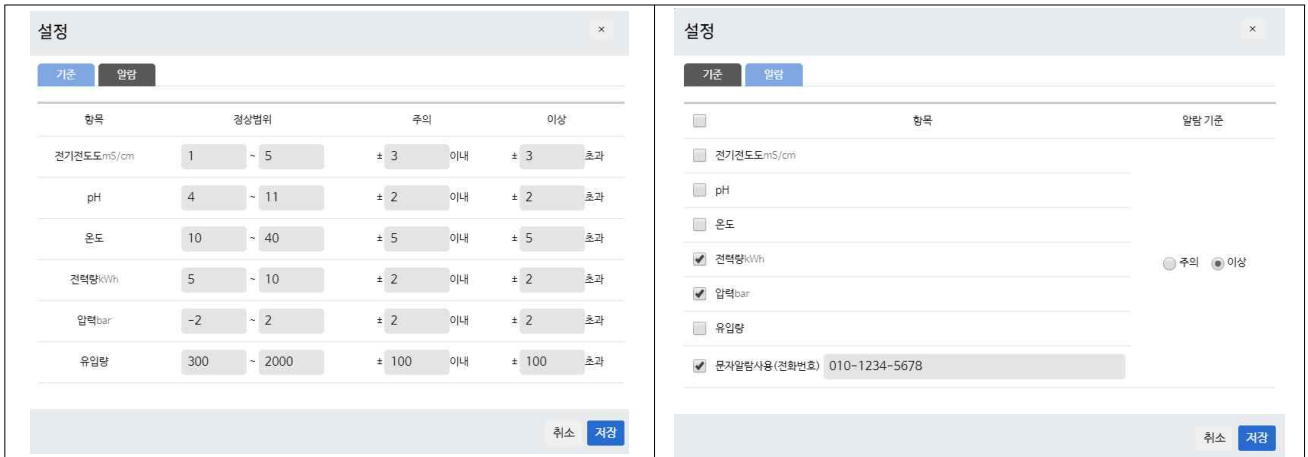 설정 ×
기준 알람
항목 정상범위 주의 이상
전기전도도mS/cm 1 ~ 5 ± 3 이내 ± 3 초과
pH 4 ~ 11 ± 2 이내 ± 2 초과
온도 10 ~ 40 ± 5 이내 ± 5 초과
전력량kWh 5 ~ 10 ± 2 이내 ± 2 초과
압력bar -2 ~ 2 ± 2 이내 ± 2 초과
유입량 300 ~ 2000 ± 100 이내 ± 100 초과
취소 저장
설정 ×
기준 알람
항목 알람 기준
전기전도도mS/cm
pH
온도
전력량kWh
주의 이상
압력bar
유입량
문자알람사용(전화번호) 010-1234-5678
취소 저장